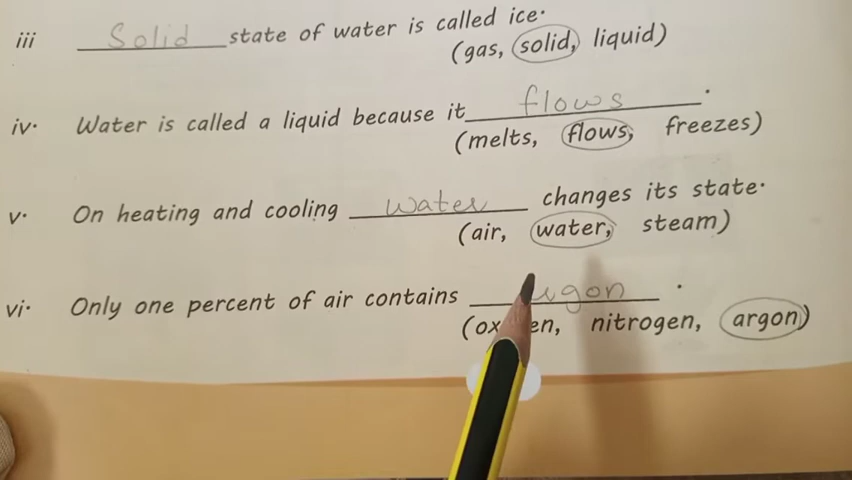 iii Solid state of water is called ice.
(gas, solid, liquid)
iv. Water is called a liquid because it flows.
(melts, flows, freezes)
v. On heating and cooling water changes its state.
(air, water, steam)
vi. Only one percent of air contains .
nitrogen, argon)